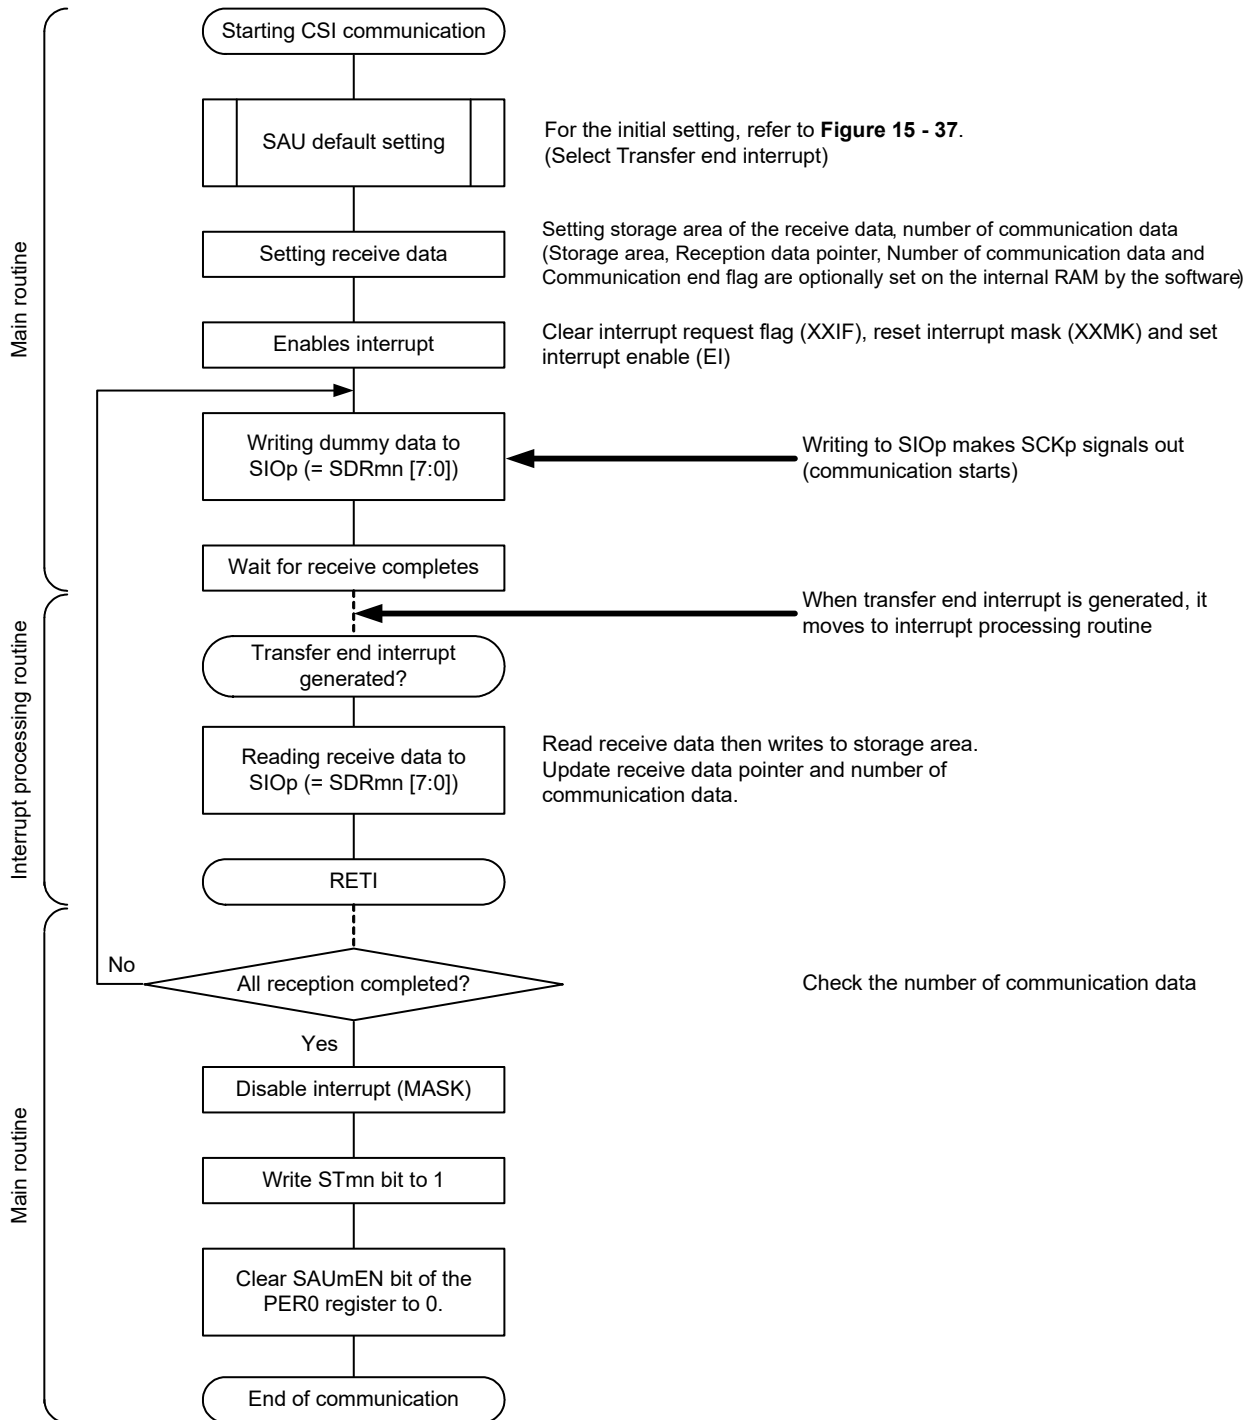 Starting CSI communication
SAU default setting
For the initial setting, refer to Figure 15 - 37.
(Select Transfer end interrupt)
Main routine
Setting receive data
Setting storage area of the receive data, number of communication data
(Storage area, Reception data pointer, Number of communication data and
Communication end flag are optionally set on the internal RAM by the software)
Enables interrupt
Clear interrupt request flag (XXIF), reset interrupt mask (XXMK) and set
interrupt enable (EI)
Writing dummy data to
SIOp (= SDRmn [7:0])
Writing to SIOp makes SCKp signals out
(communication starts)
Wait for receive completes
When transfer end interrupt is generated, it
moves to interrupt processing routine
Interrupt processing routine
Transfer end interrupt
generated?
Reading receive data to
SIOp (= SDRmn [7:0])
Read receive data then writes to storage area.
Update receive data pointer and number of
communication data.
RETI
No
All reception completed?
Check the number of communication data
Yes
Main routine
Disable interrupt (MASK)
Write STmn bit to 1
Clear SAUmEN bit of the
PER0 register to 0.
End of communication